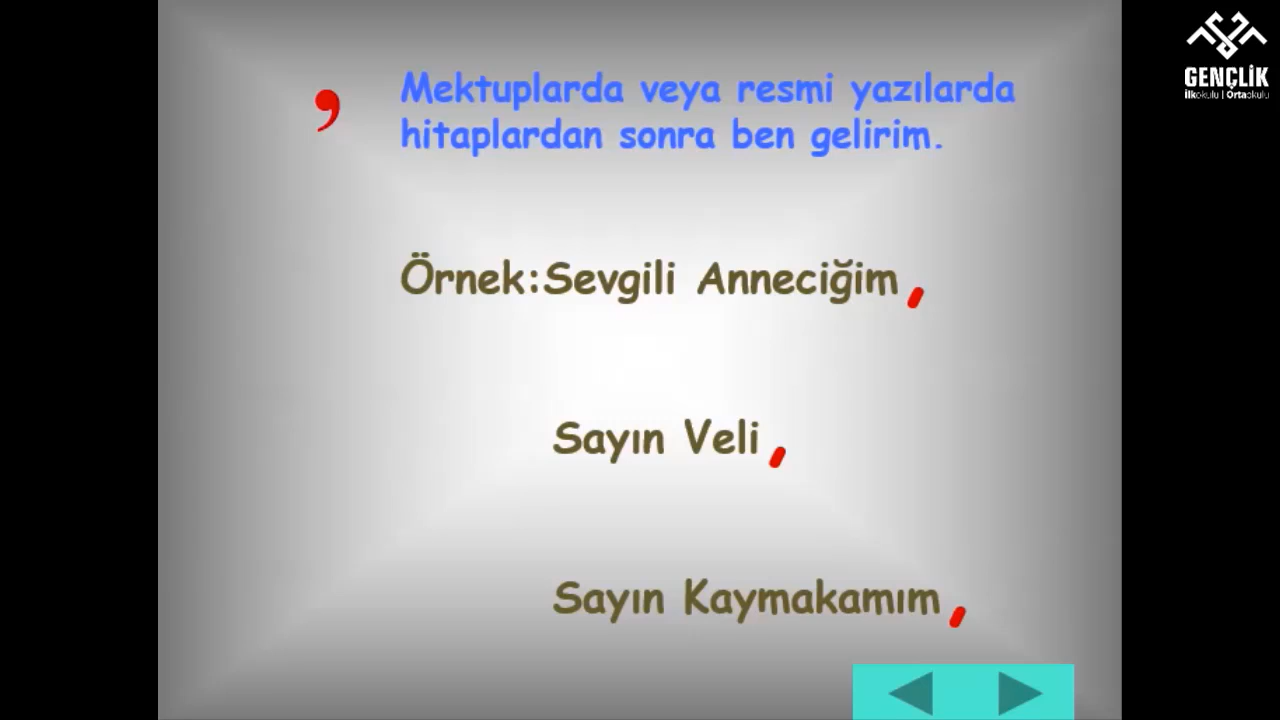 GENÇLİK
İlkokulu | Ortaokulu
, Mektuplarda veya resmi yazılarda
hitaplardan sonra ben gelirim.
Örnek:Sevgili Anneciğim,
Sayın Veli,
Sayın Kaymakamım,